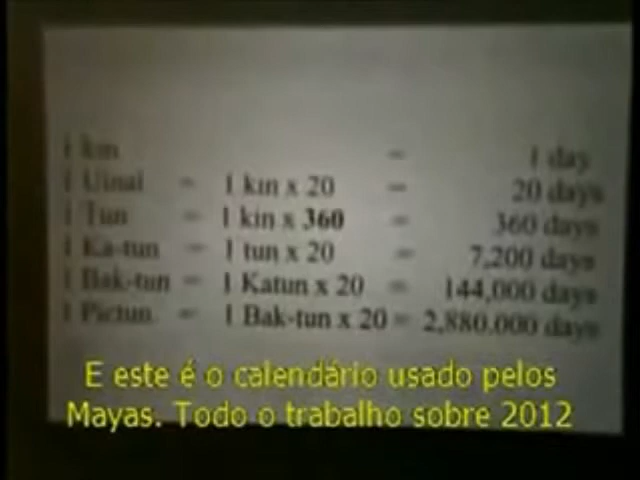 1 kin = 1 day
1 Uinal = 1 kin x 20 = 20 days
1 Tun = 1 kin x 360 = 360 days
1 Ka-tun = 1 tun x 20 = 7,200 days
1 Bak-tun = 1 Katun x 20 = 144,000 days
1 Pictun = 1 Bak-tun x 20 = 2,880.000 days
E este é o calendário usado pelos
Mayas. Todo o trabalho sobre 2012